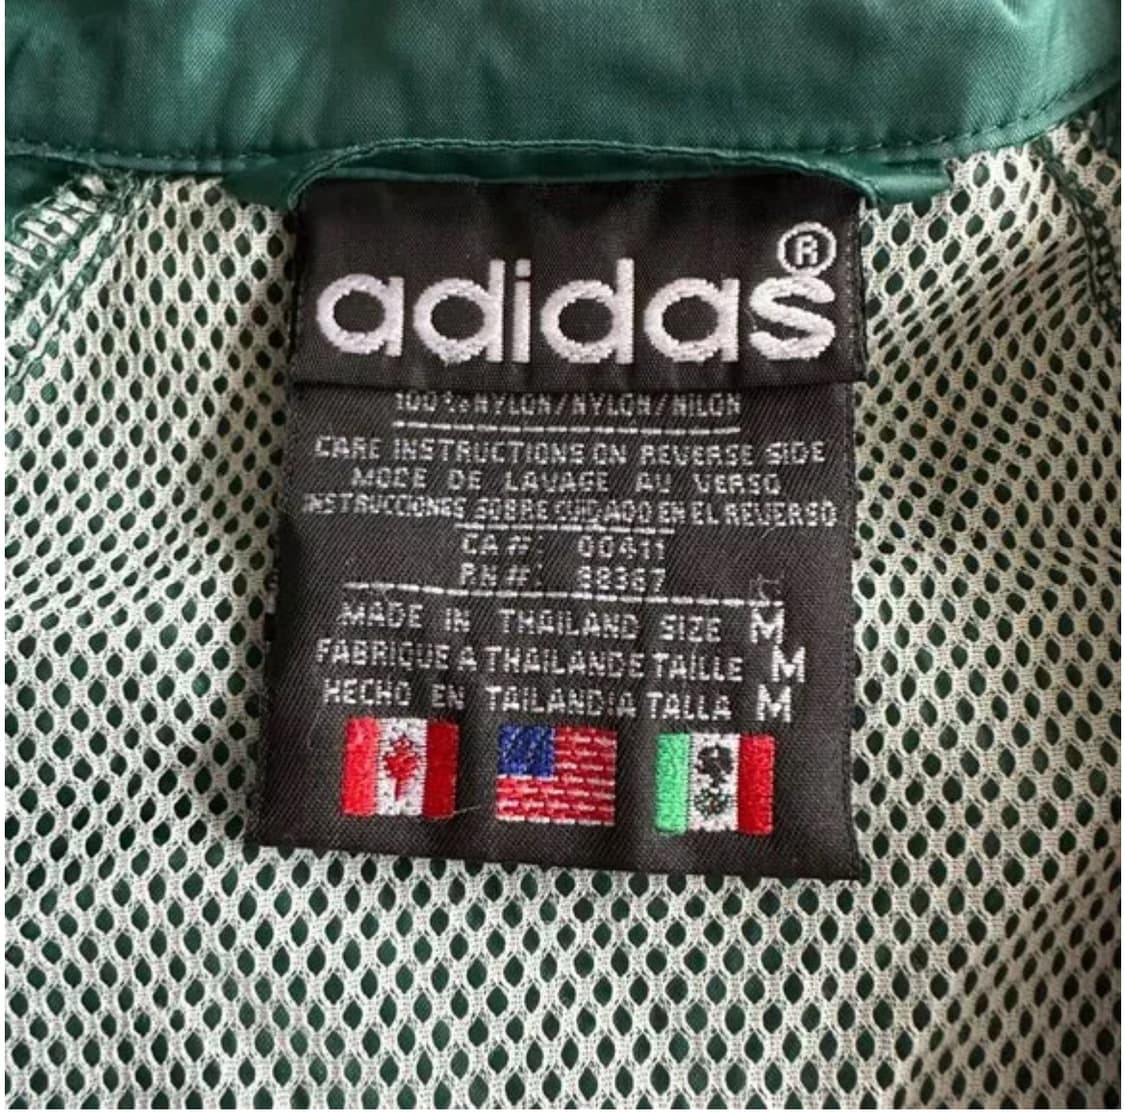 adidas®
100% NYLON/NYLON/NILON
CARE INSTRUCTIONS ON REVERSE SIDE
MODE DE LAVAGE AU VERSO
INSTRUCCIONES SOBRE CUIDADO EN EL REVERSO
CA #: 00411
RN #: 88387
MADE IN THAILAND SIZE M
FABRIQUE A THAILANDE TAILLE M
HECHO EN TAILANDIA TALLA M